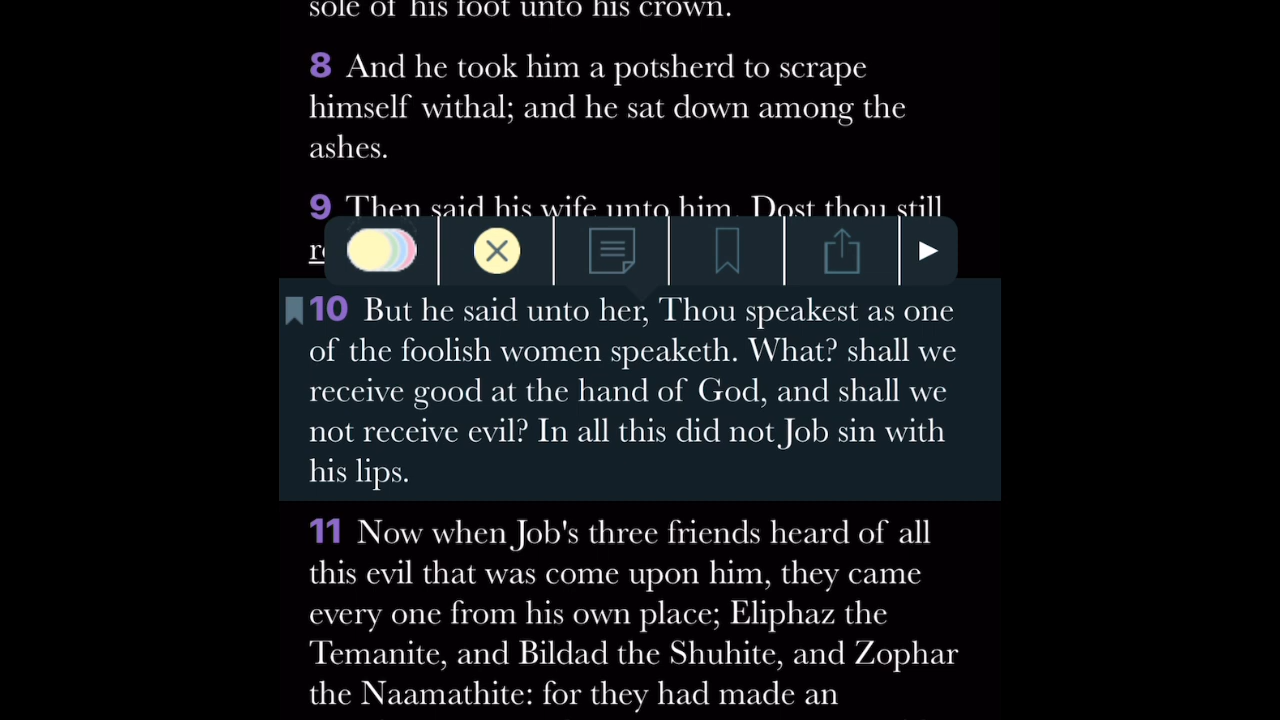 sole of his foot unto his crown.
8 And he took him a potsherd to scrape
himself withal; and he sat down among the
ashes.
9 Then said his wife unto him, Dost thou still
10 But he said unto her, Thou speakest as one
of the foolish women speaketh. What? shall we
receive good at the hand of God, and shall we
not receive evil? In all this did not Job sin with
his lips.
11 Now when Job's three friends heard of all
this evil that was come upon him, they came
every one from his own place; Eliphaz the
Temanite, and Bildad the Shuhite, and Zophar
the Naamathite: for they had made an